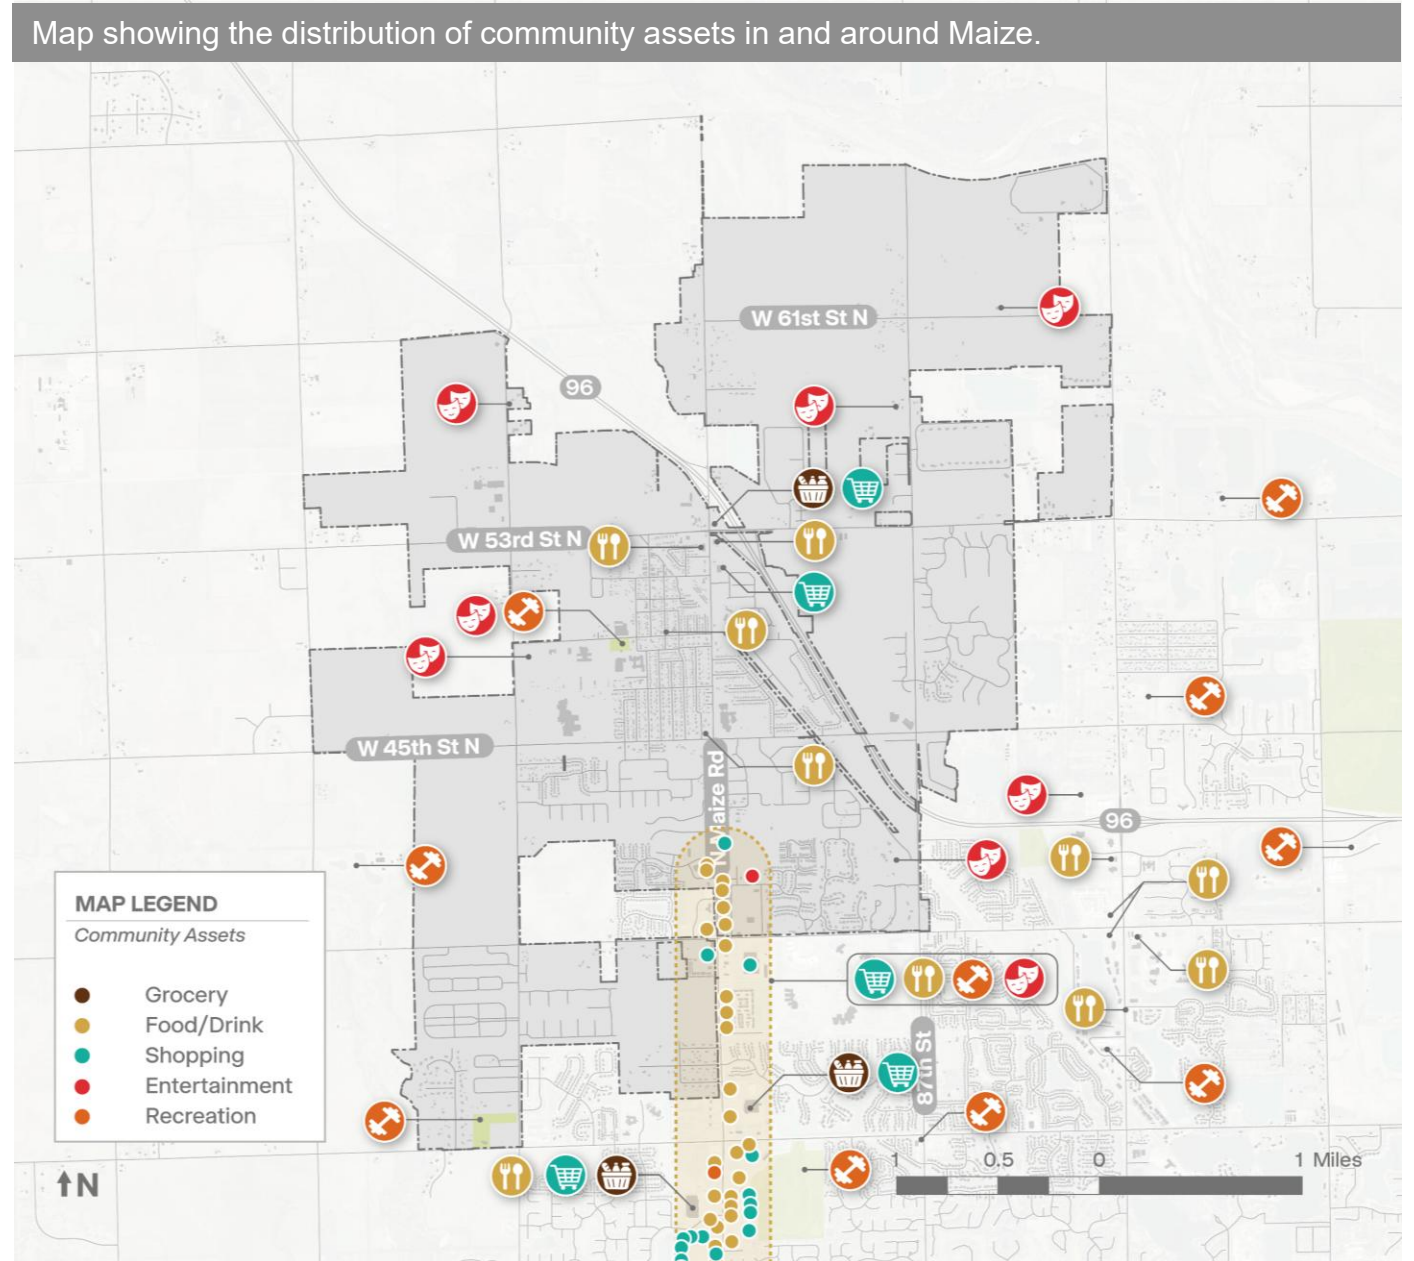 Map showing the distribution of community assets in and around Maize.
W 61st St N
96
W 53rd St N
W 45th St N
N Maize Rd
96
MAP LEGEND
Community Assets
Grocery
Food/Drink
Shopping
Entertainment
Recreation
87th St
N
1 0.5 0 1 Miles